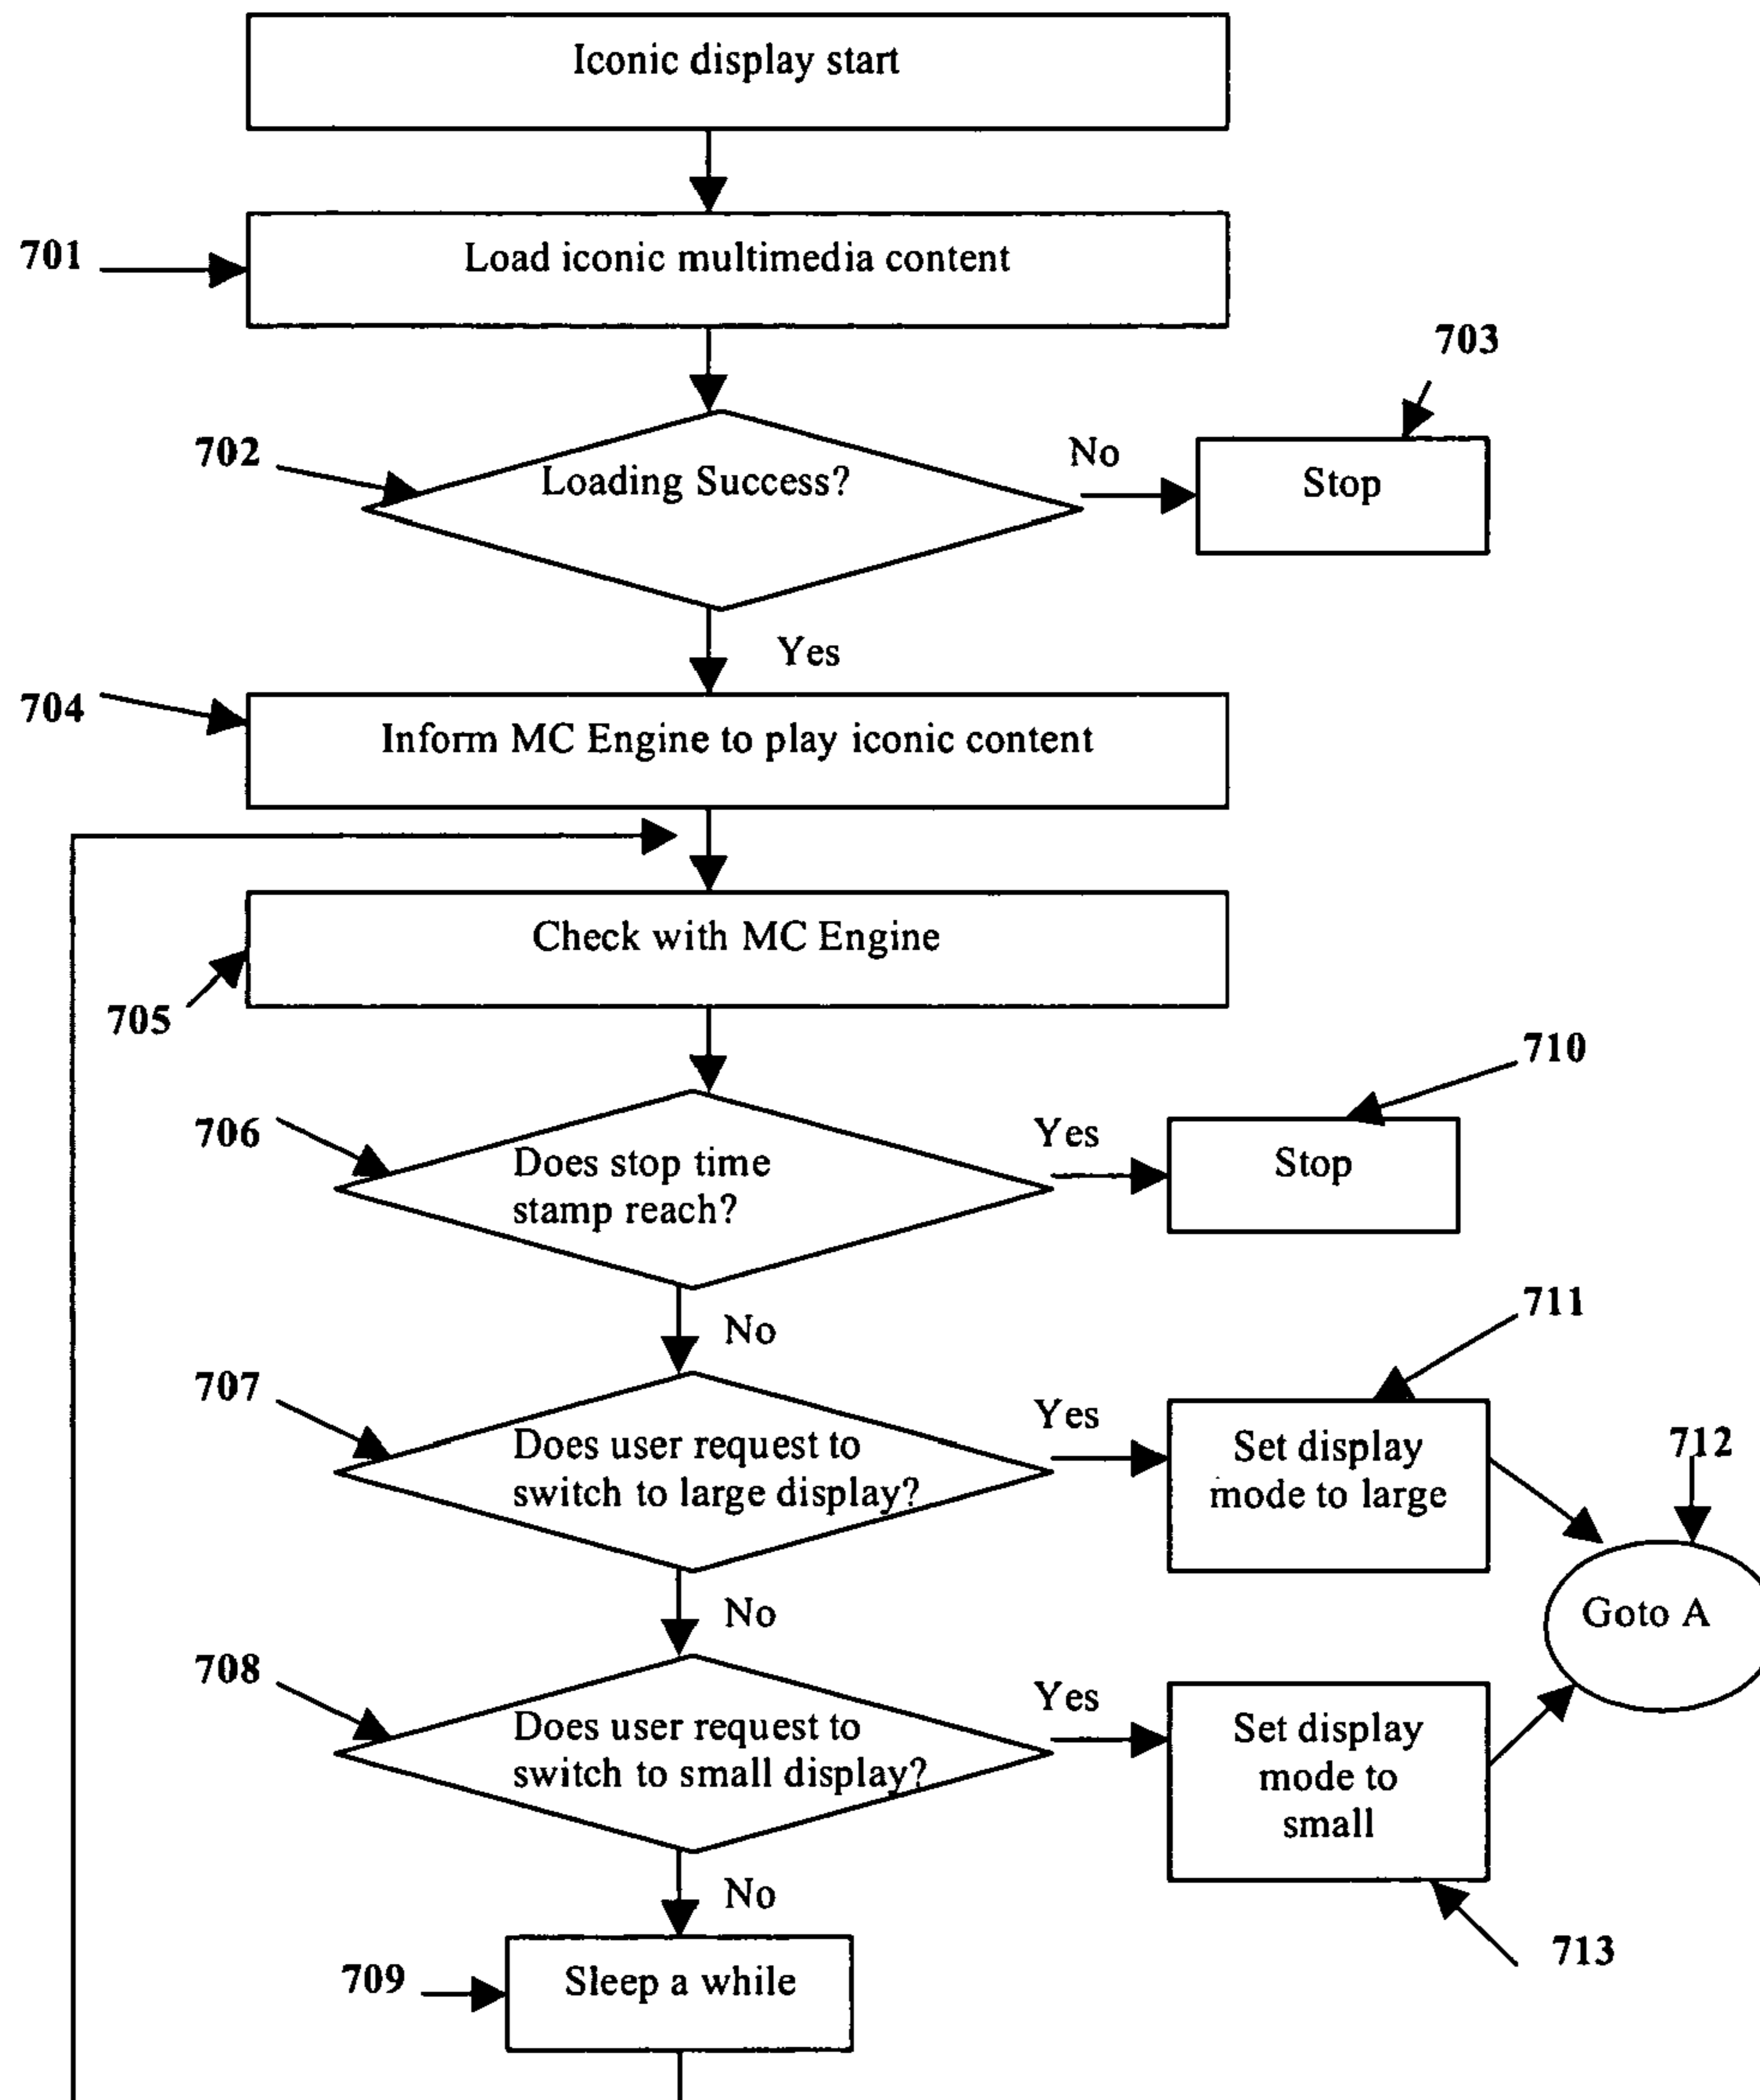 Iconic display start
701
Load iconic multimedia content
703
702
Loading Success?
No
Stop
Yes
704
Inform MC Engine to play iconic content
Check with MC Engine
705
710
706
Does stop time
stamp reach?
Yes
Stop
No
711
707
Does user request to
switch to large display?
Yes
Set display
mode to large
712
Goto A
No
708
Does user request to
switch to small display?
Yes
Set display
mode to
small
No
713
709
Sleep a while